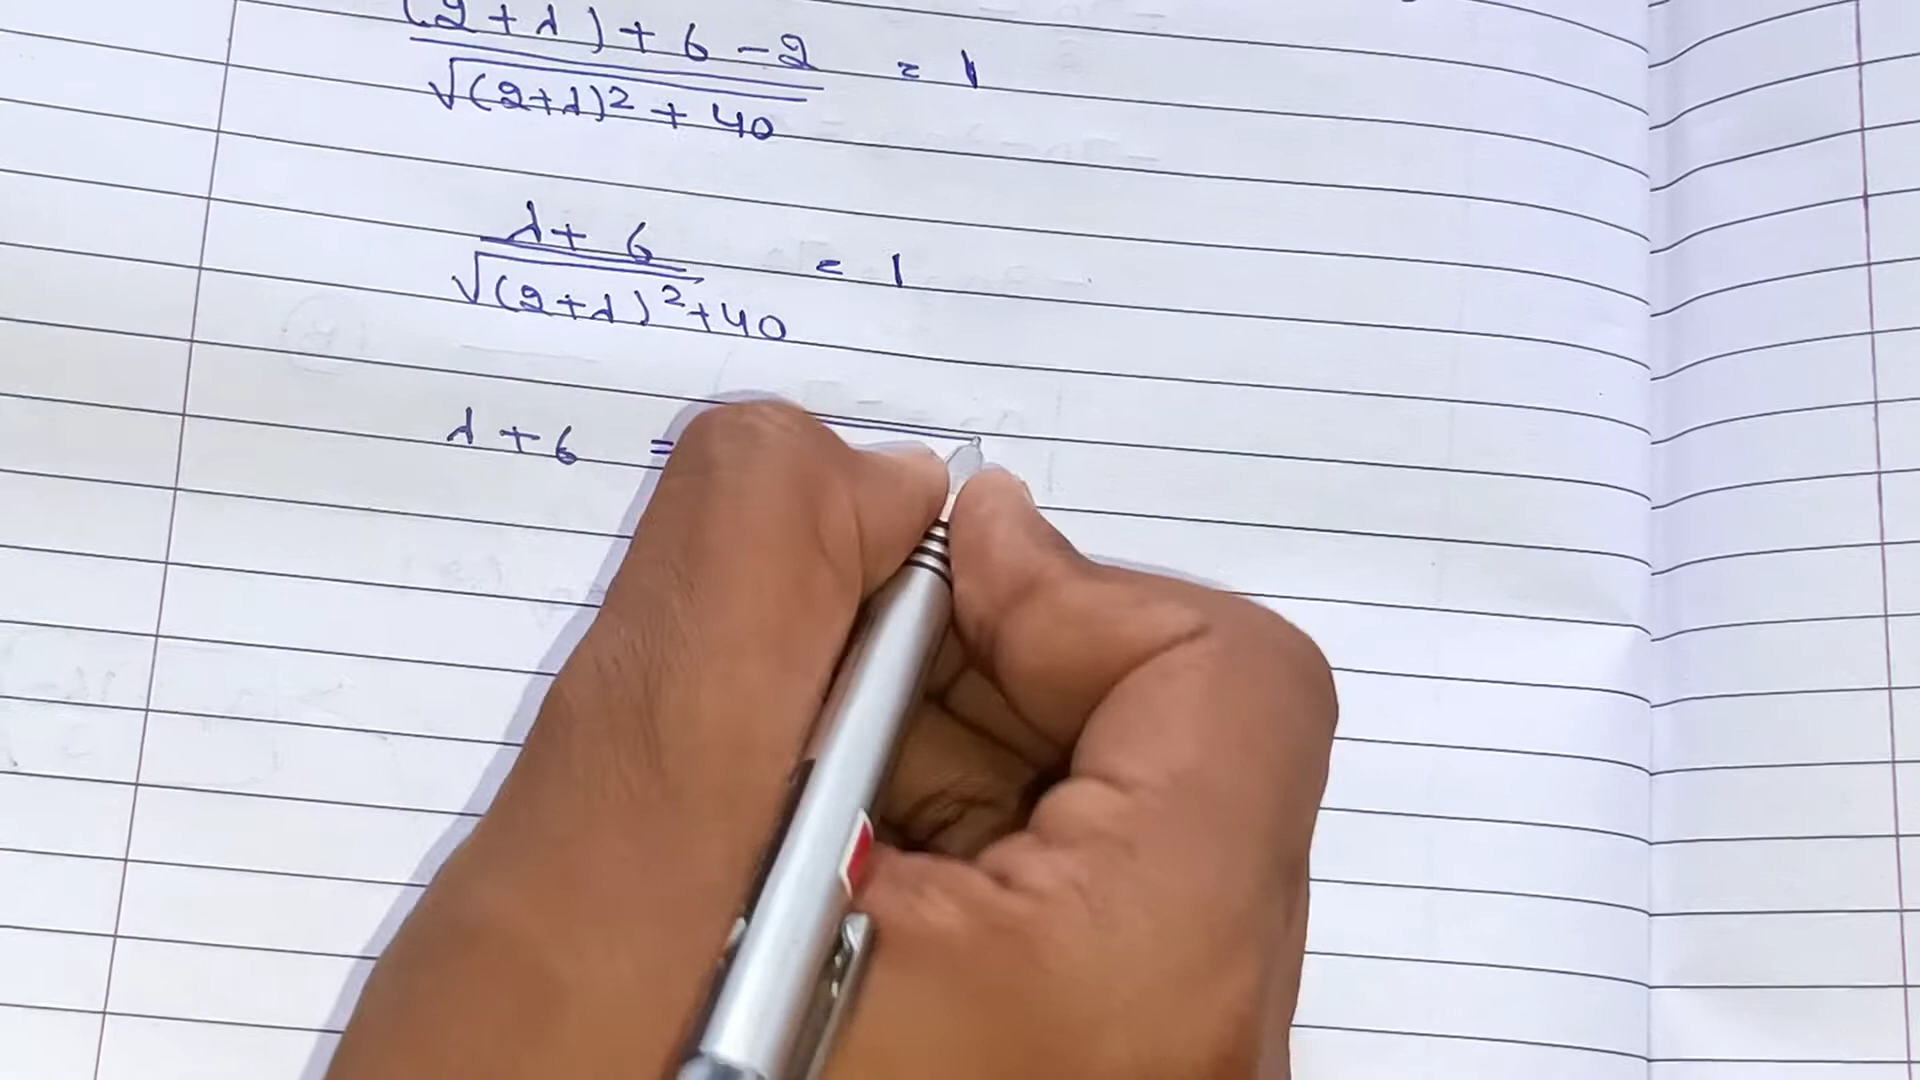 (2+λ)+6-2 / √(2+λ)²+40 = 1
λ+6 / √(2+λ)²+40 = 1
λ+6 =